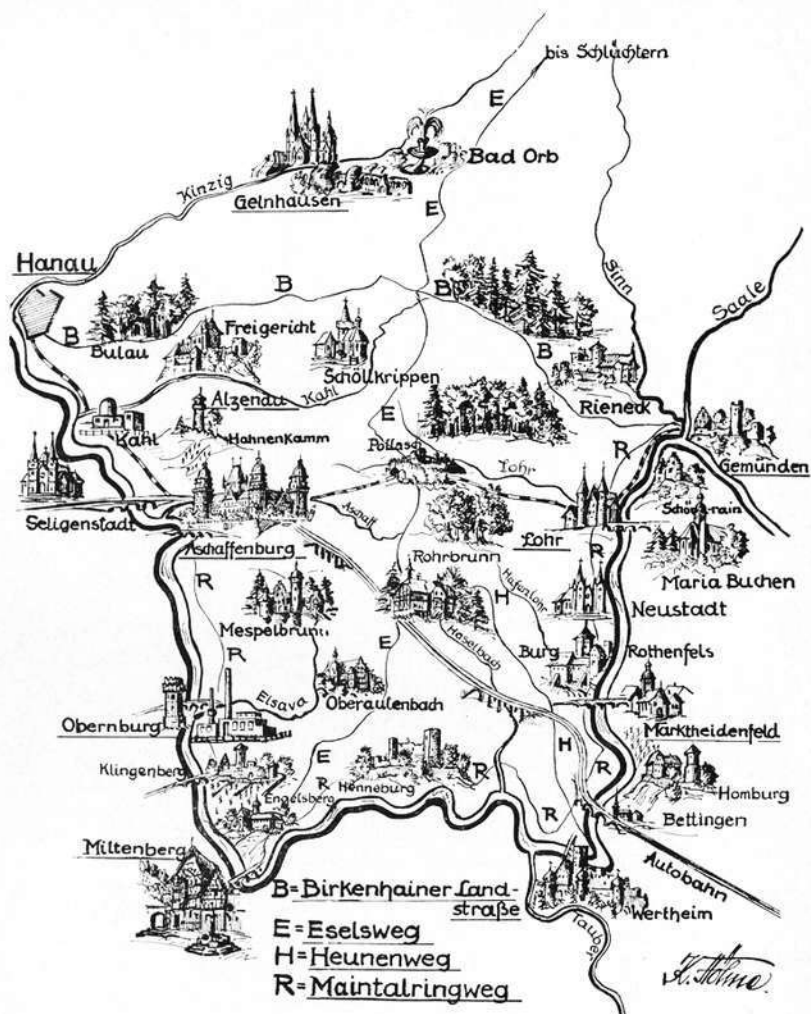 bis Schlüchtern
E
Bad Orb
Kinzig
Gelnhausen
E
Hanau
B
B
Sinn
Saale
B
Bulau
Freigericht
Schöllkrippen
B
Rieneck
Alzenau
Kahl
Kahl
Hahnenkamm
E
R
Gemünden
Lohr
Seligenstadt
Aschaff
Aschaffenburg
Rohrbrunn
Lohr
R
Maria Buchen
R
Hafenlohr
H
Neustadt
Mespelbrunn
Haselbach
E
Burg
Rothenfels
R
Elsava
Oberaulenbach
Obernburg
Marktheidenfeld
H
Klingenberg
E
R
Henneburg
R
R
Homburg
Engelsberg
Bettingen
R
Miltenberg
Autobahn
B=Birkenhainer Land-
straße
Wertheim
E=Eselsweg
Tauber
H=Heunenweg
R=Maintalringweg